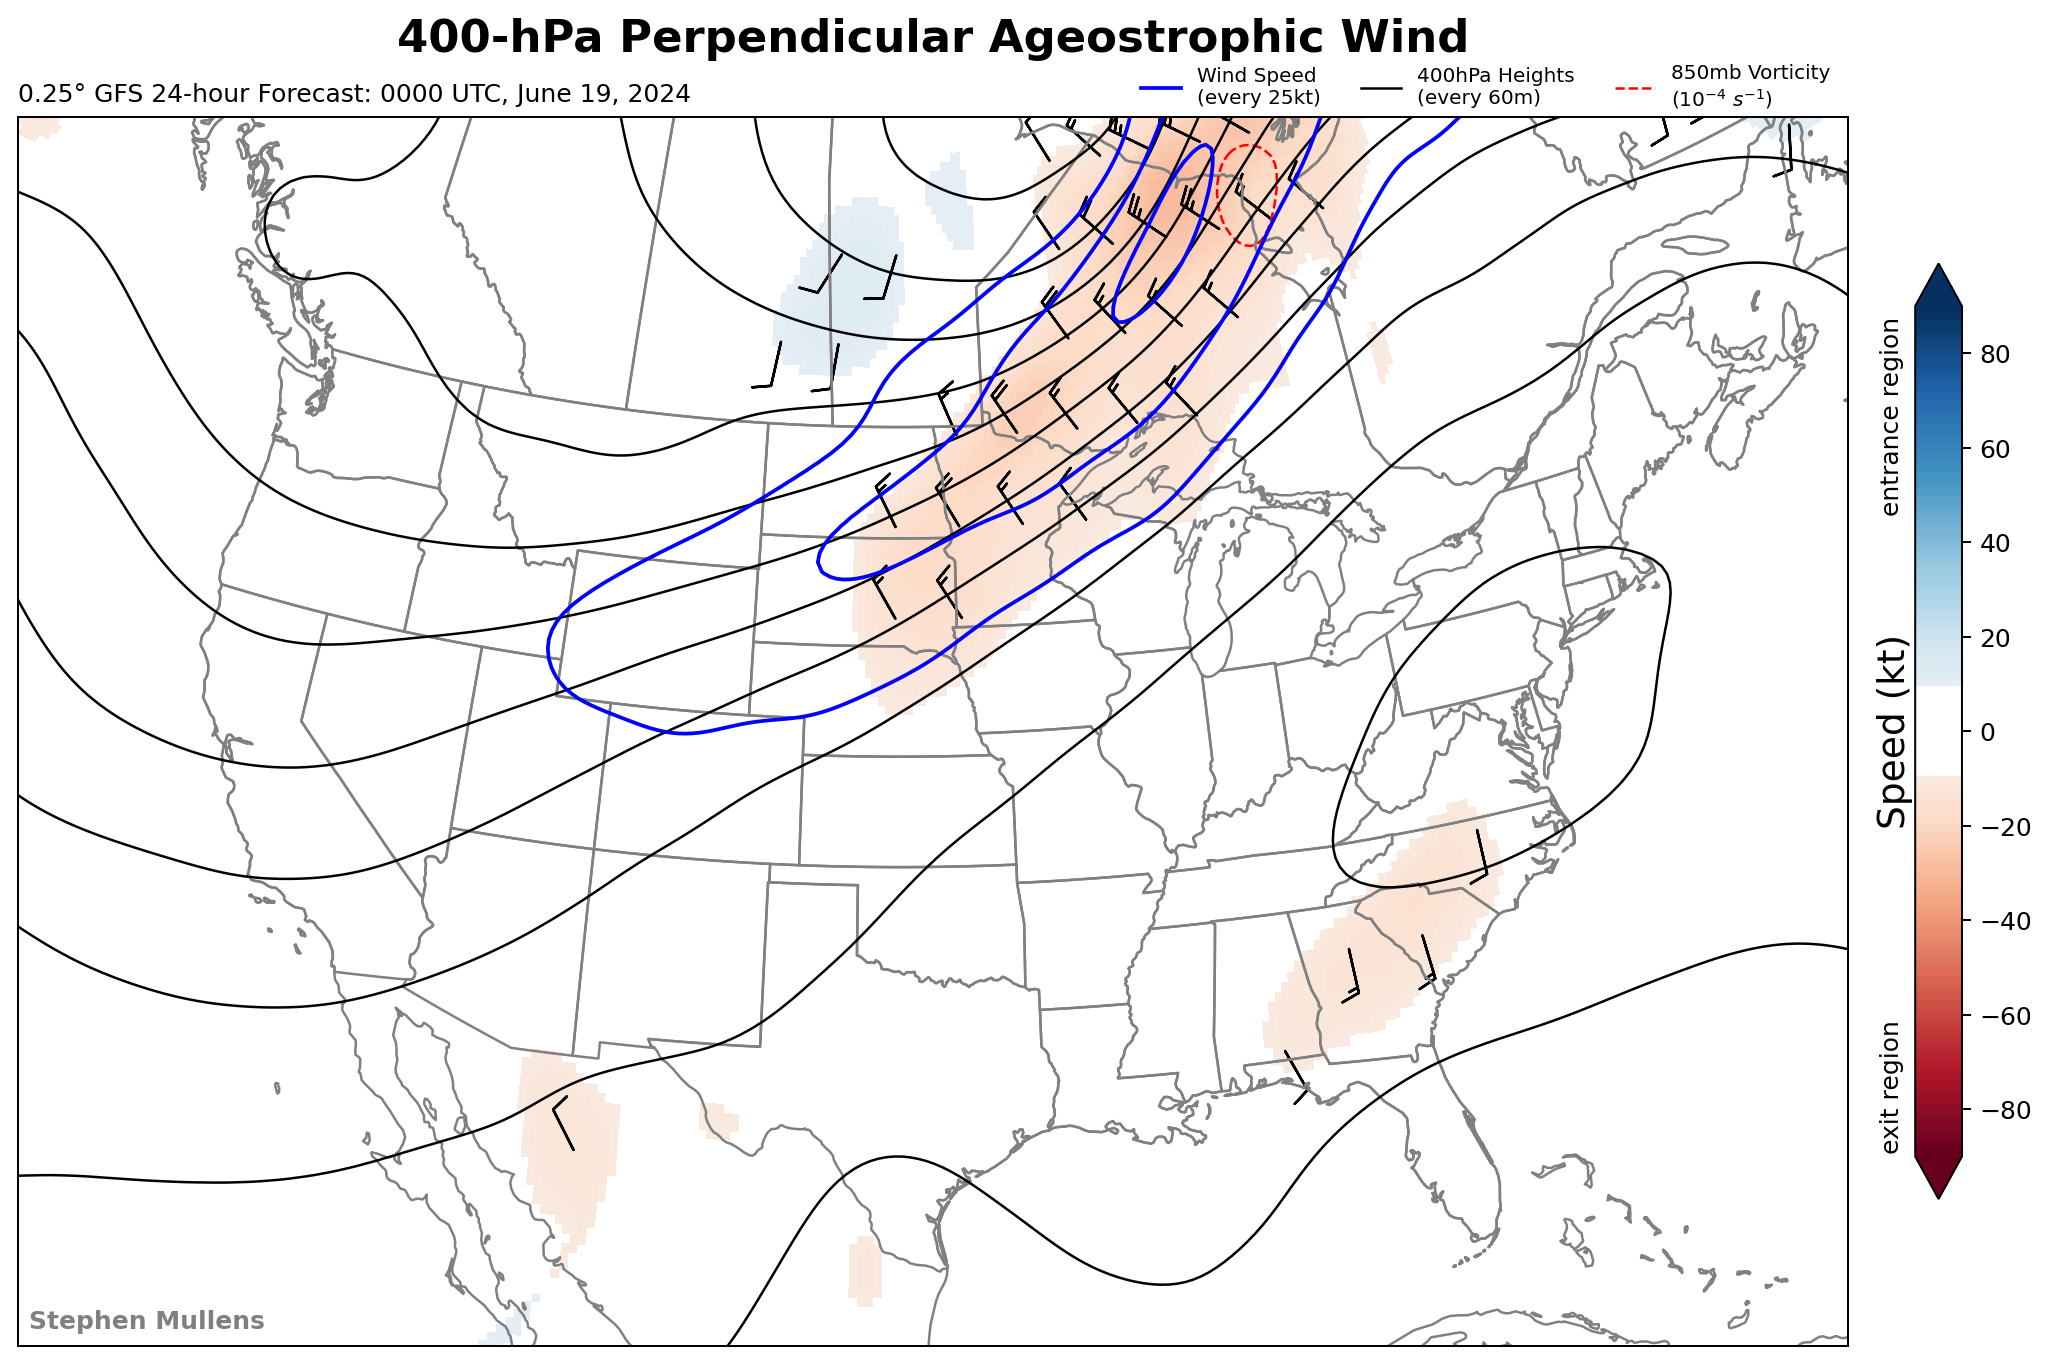 400-hPa Perpendicular Ageostrophic Wind
0.25° GFS 24-hour Forecast: 0000 UTC, June 19, 2024
Wind Speed
(every 25kt)
400hPa Heights
(every 60m)
850mb Vorticity
(10⁻⁴ s⁻¹)
entrance region
Speed (kt)
exit region
80
60
40
20
0
−20
−40
−60
−80
Stephen Mullens